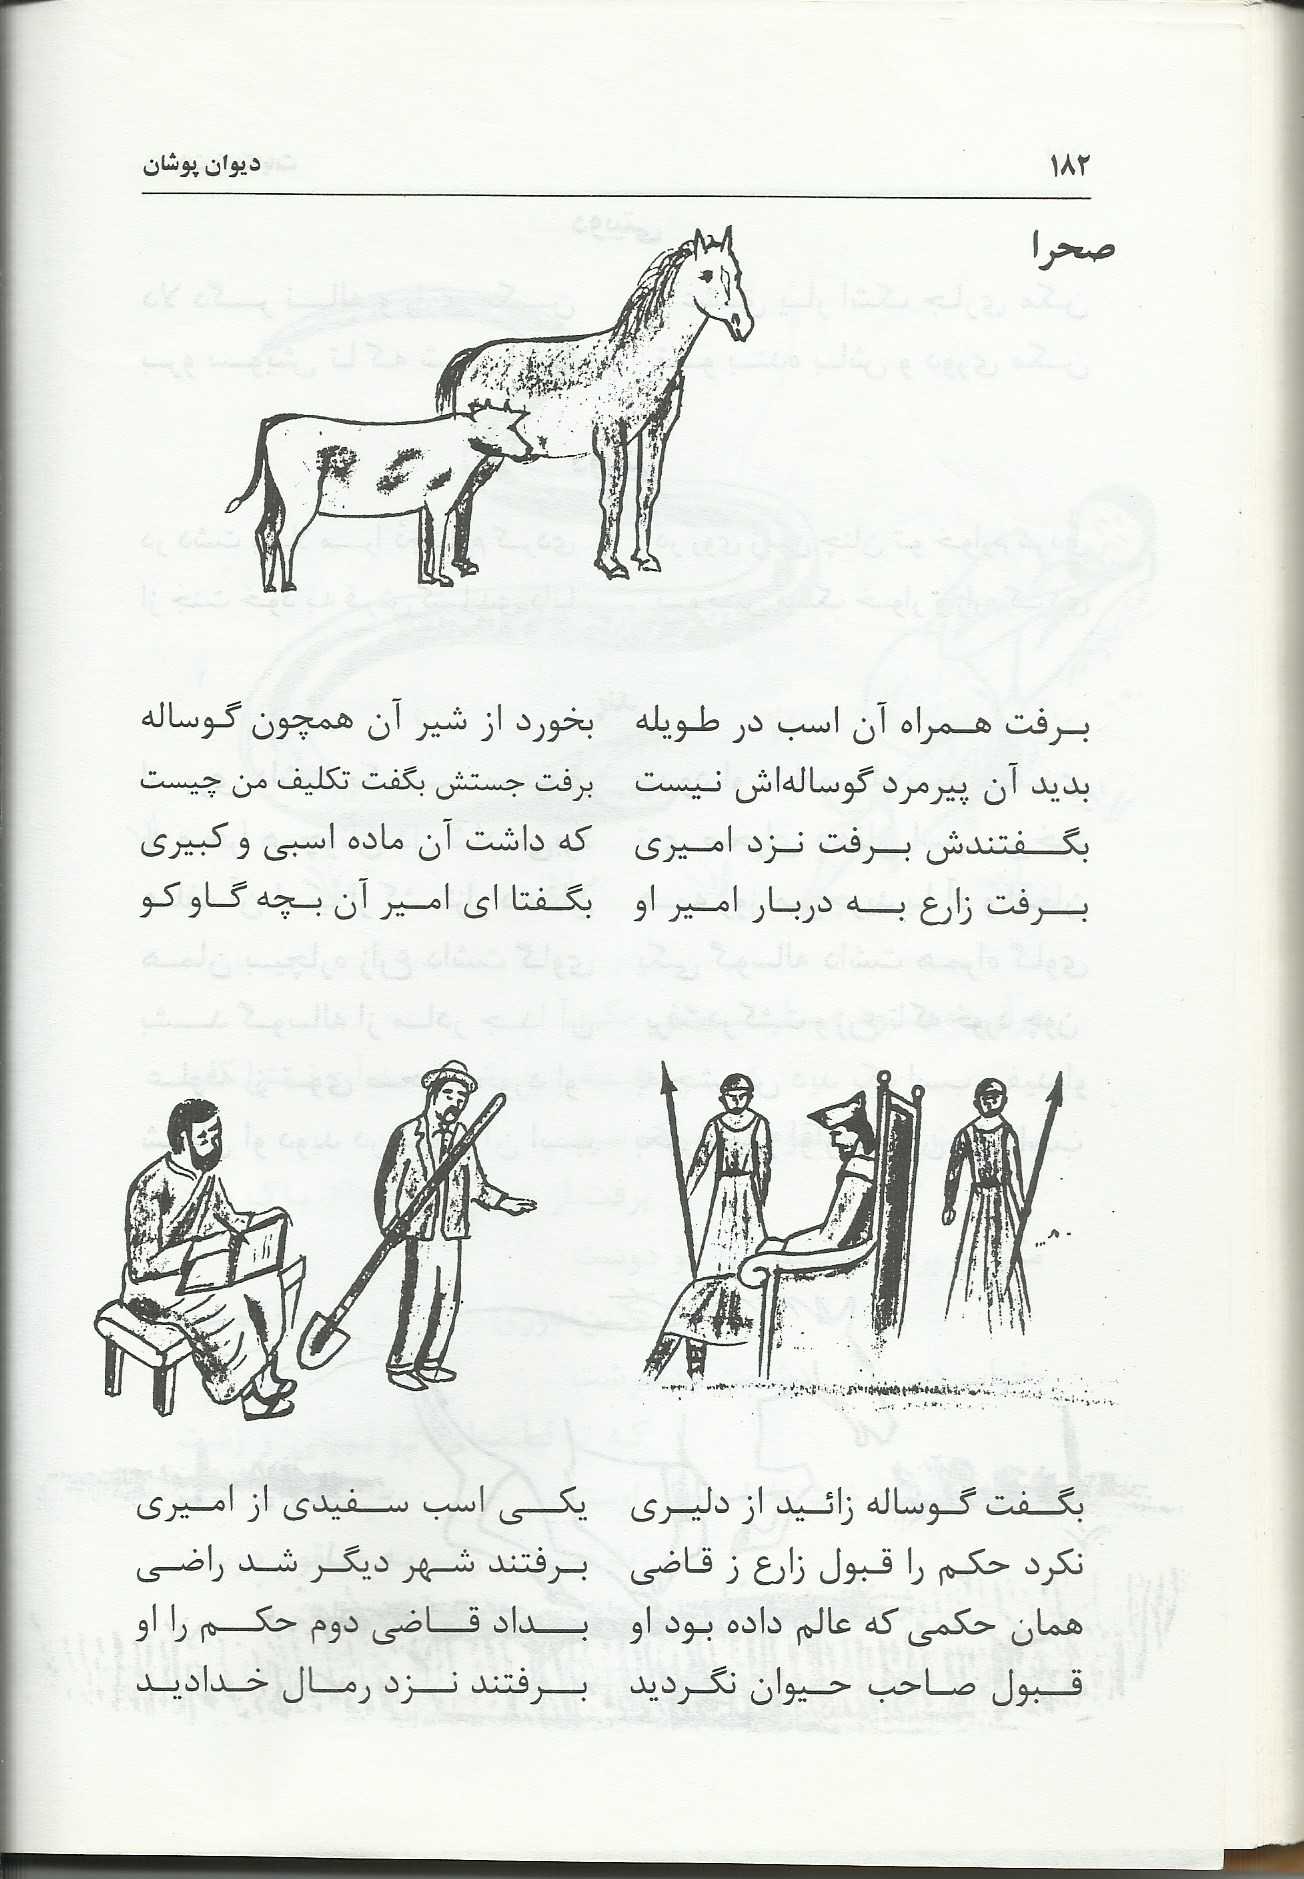 ۱۸۲ دیوان پوشان
صحرا
برفت همراه آن اسب در طویله بخورد از شیر آن همچون گوساله
بدید آن پیرمرد گوساله‌اش نیست برفت جستش بگفت تکلیف من چیست
بگفتندش برفت نزد امیری که داشت آن ماده اسبی و کبیری
برفت زارع به دربار امیر او بگفتا ای امیر آن بچه گاو کو
بگفت گوساله زائید از دلیری یکی اسب سفیدی از امیری
نکرد حکم را قبول زارع ز قاضی برفتند شهر دیگر شد راضی
همان حکمی که عالم داده بود او بداد قاضی دوم حکم را او
قبول صاحب حیوان نگردید برفتند نزد رمال خدادید